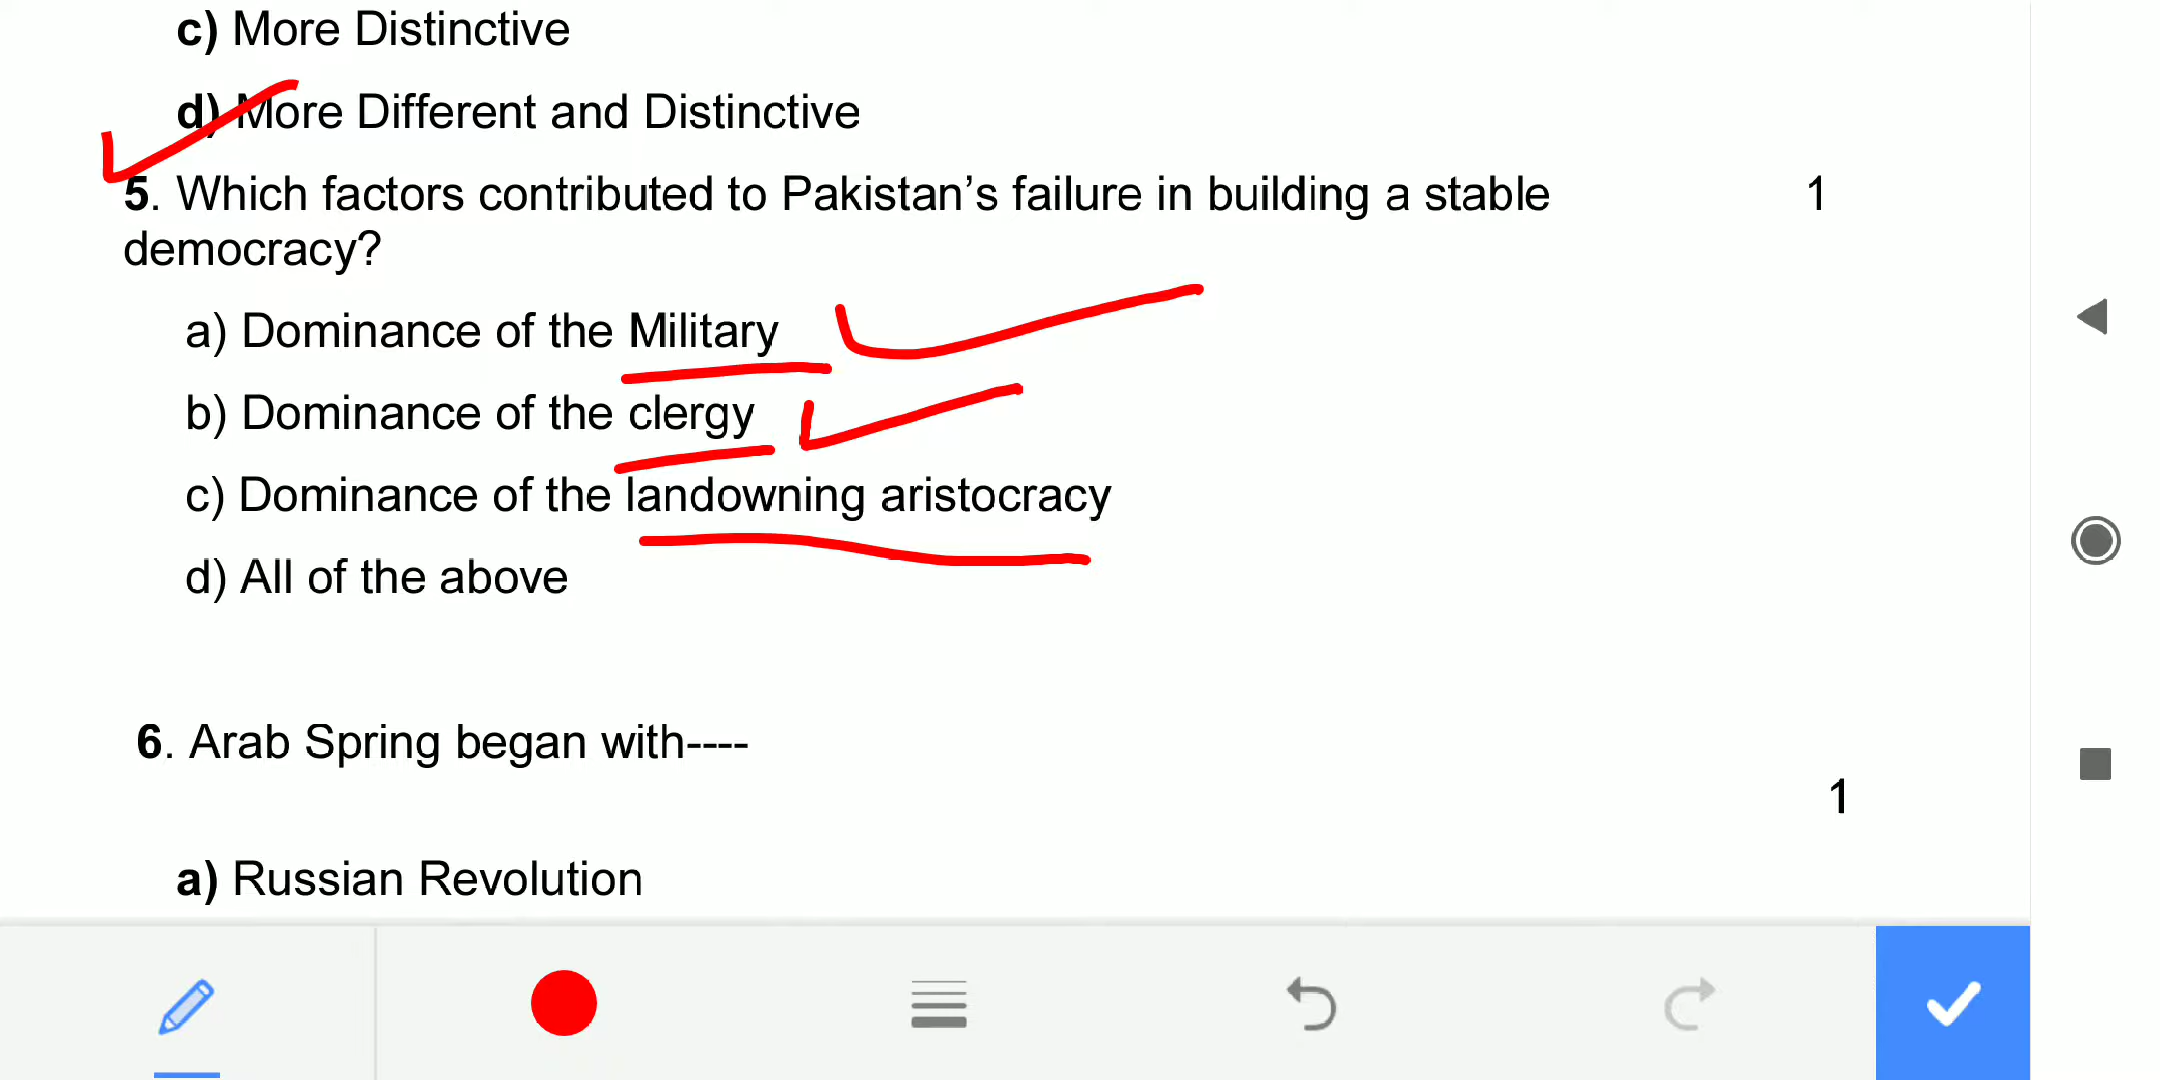 c) More Distinctive
d) More Different and Distinctive
5. Which factors contributed to Pakistan’s failure in building a stable 1
democracy?
a) Dominance of the Military
b) Dominance of the clergy
c) Dominance of the landowning aristocracy
d) All of the above
6. Arab Spring began with----
1
a) Russian Revolution